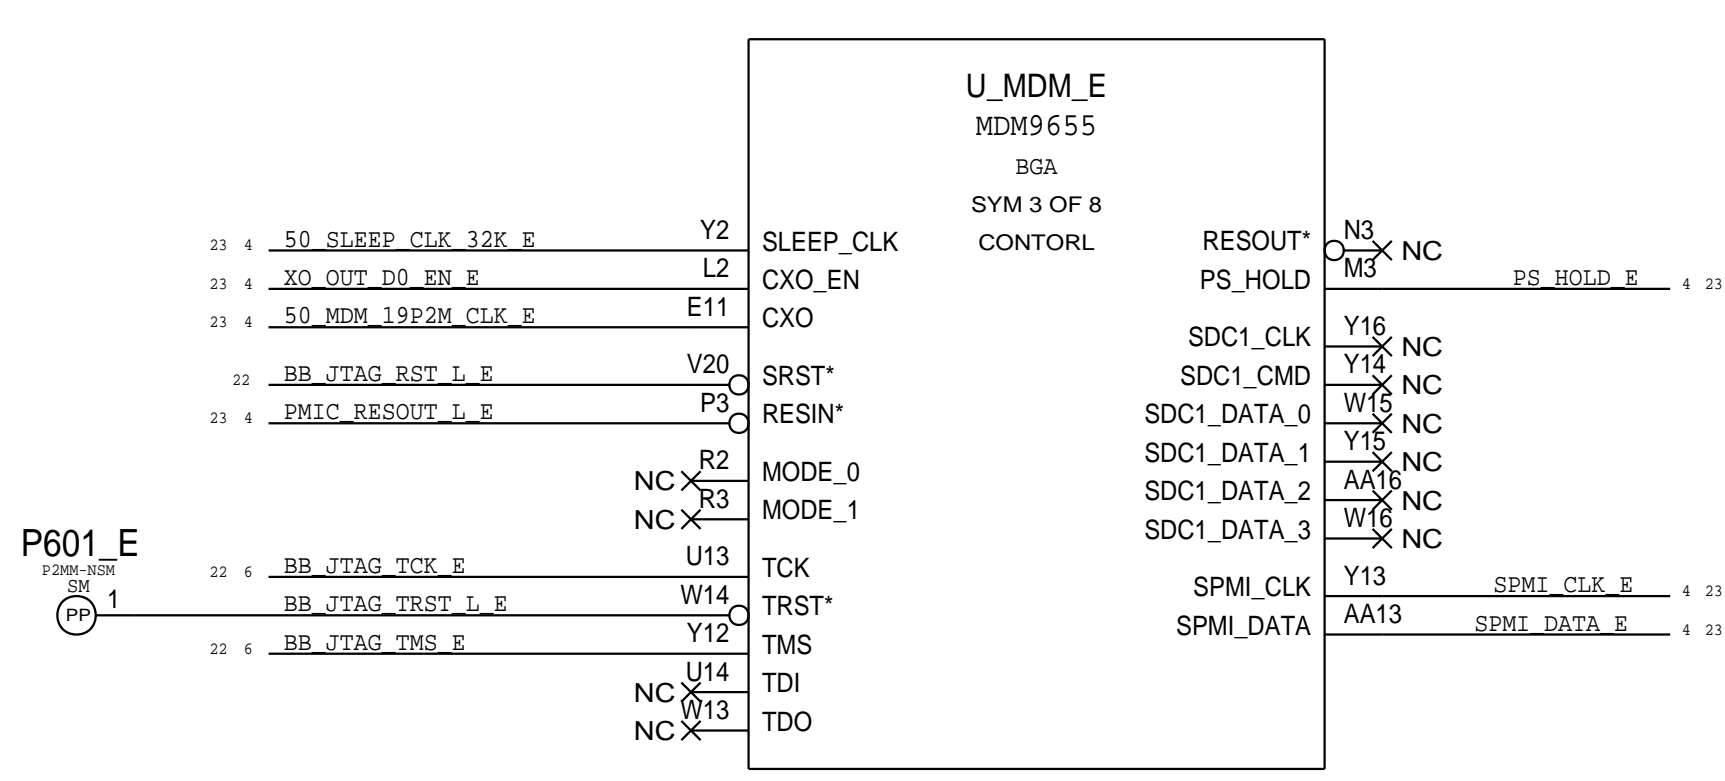 U_MDM_E
MDM9655
BGA
SYM 3 OF 8
CONTORL
23 4 50_SLEEP_CLK_32K_E Y2 SLEEP_CLK
23 4 XO_OUT_D0_EN_E L2 CXO_EN
23 4 50_MDM_19P2M_CLK_E E11 CXO
22 BB_JTAG_RST_L_E V20 SRST*
23 4 PMIC_RESOUT_L_E P3 RESIN*
NC R2 MODE_0
NC R3 MODE_1
P601_E
P2MM-NSM
SM
PP 1
22 6 BB_JTAG_TCK_E U13 TCK
BB_JTAG_TRST_L_E W14 TRST*
22 6 BB_JTAG_TMS_E Y12 TMS
NC U14 TDI
NC W13 TDO
RESOUT* N3 NC
PS_HOLD M3 PS_HOLD_E 4 23
SDC1_CLK Y16 NC
SDC1_CMD Y14 NC
SDC1_DATA_0 W15 NC
SDC1_DATA_1 Y15 NC
SDC1_DATA_2 AA16 NC
SDC1_DATA_3 W16 NC
SPMI_CLK Y13 SPMI_CLK_E 4 23
SPMI_DATA AA13 SPMI_DATA_E 4 23